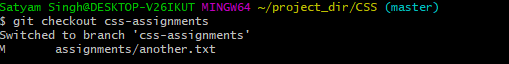 Satyam Singh@DESKTOP-V26IKUT MINGW64 ~/project_dir/CSS (master)
$ git checkout css-assignments
Switched to branch 'css-assignments'
M       assignments/another.txt